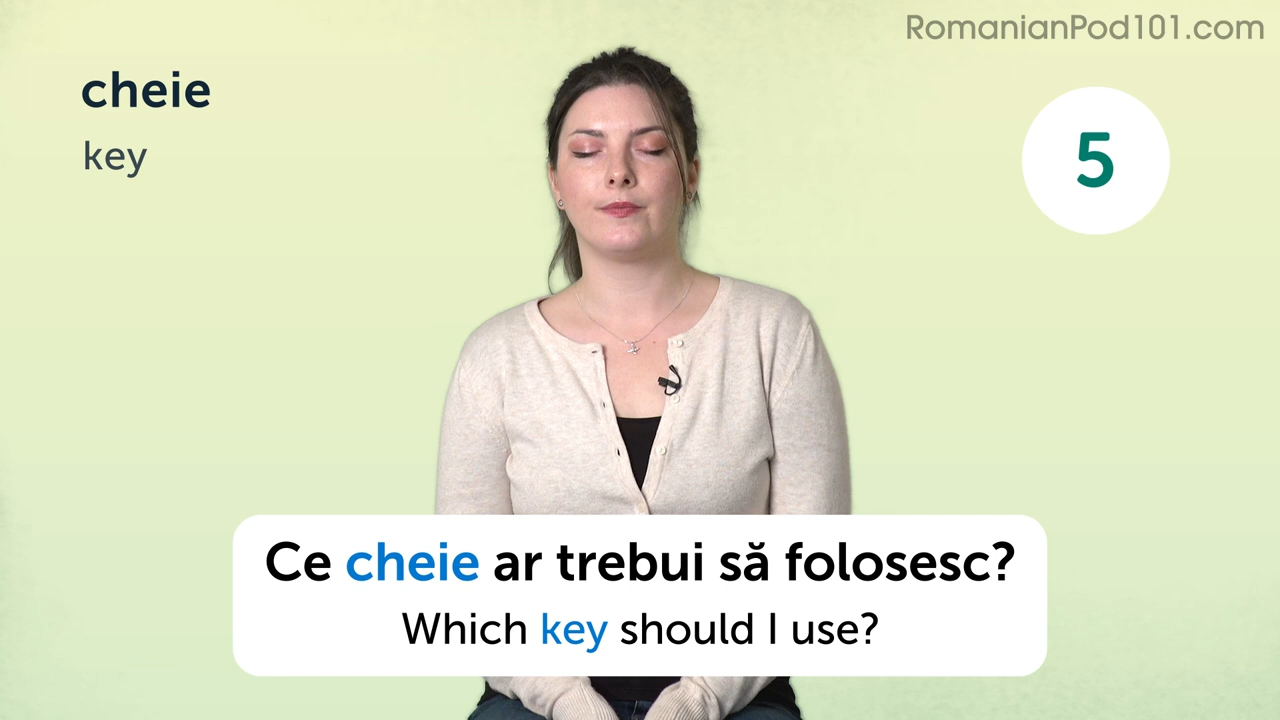 RomanianPod101.com
cheie
key
5
Ce cheie ar trebui să folosesc?
Which key should I use?